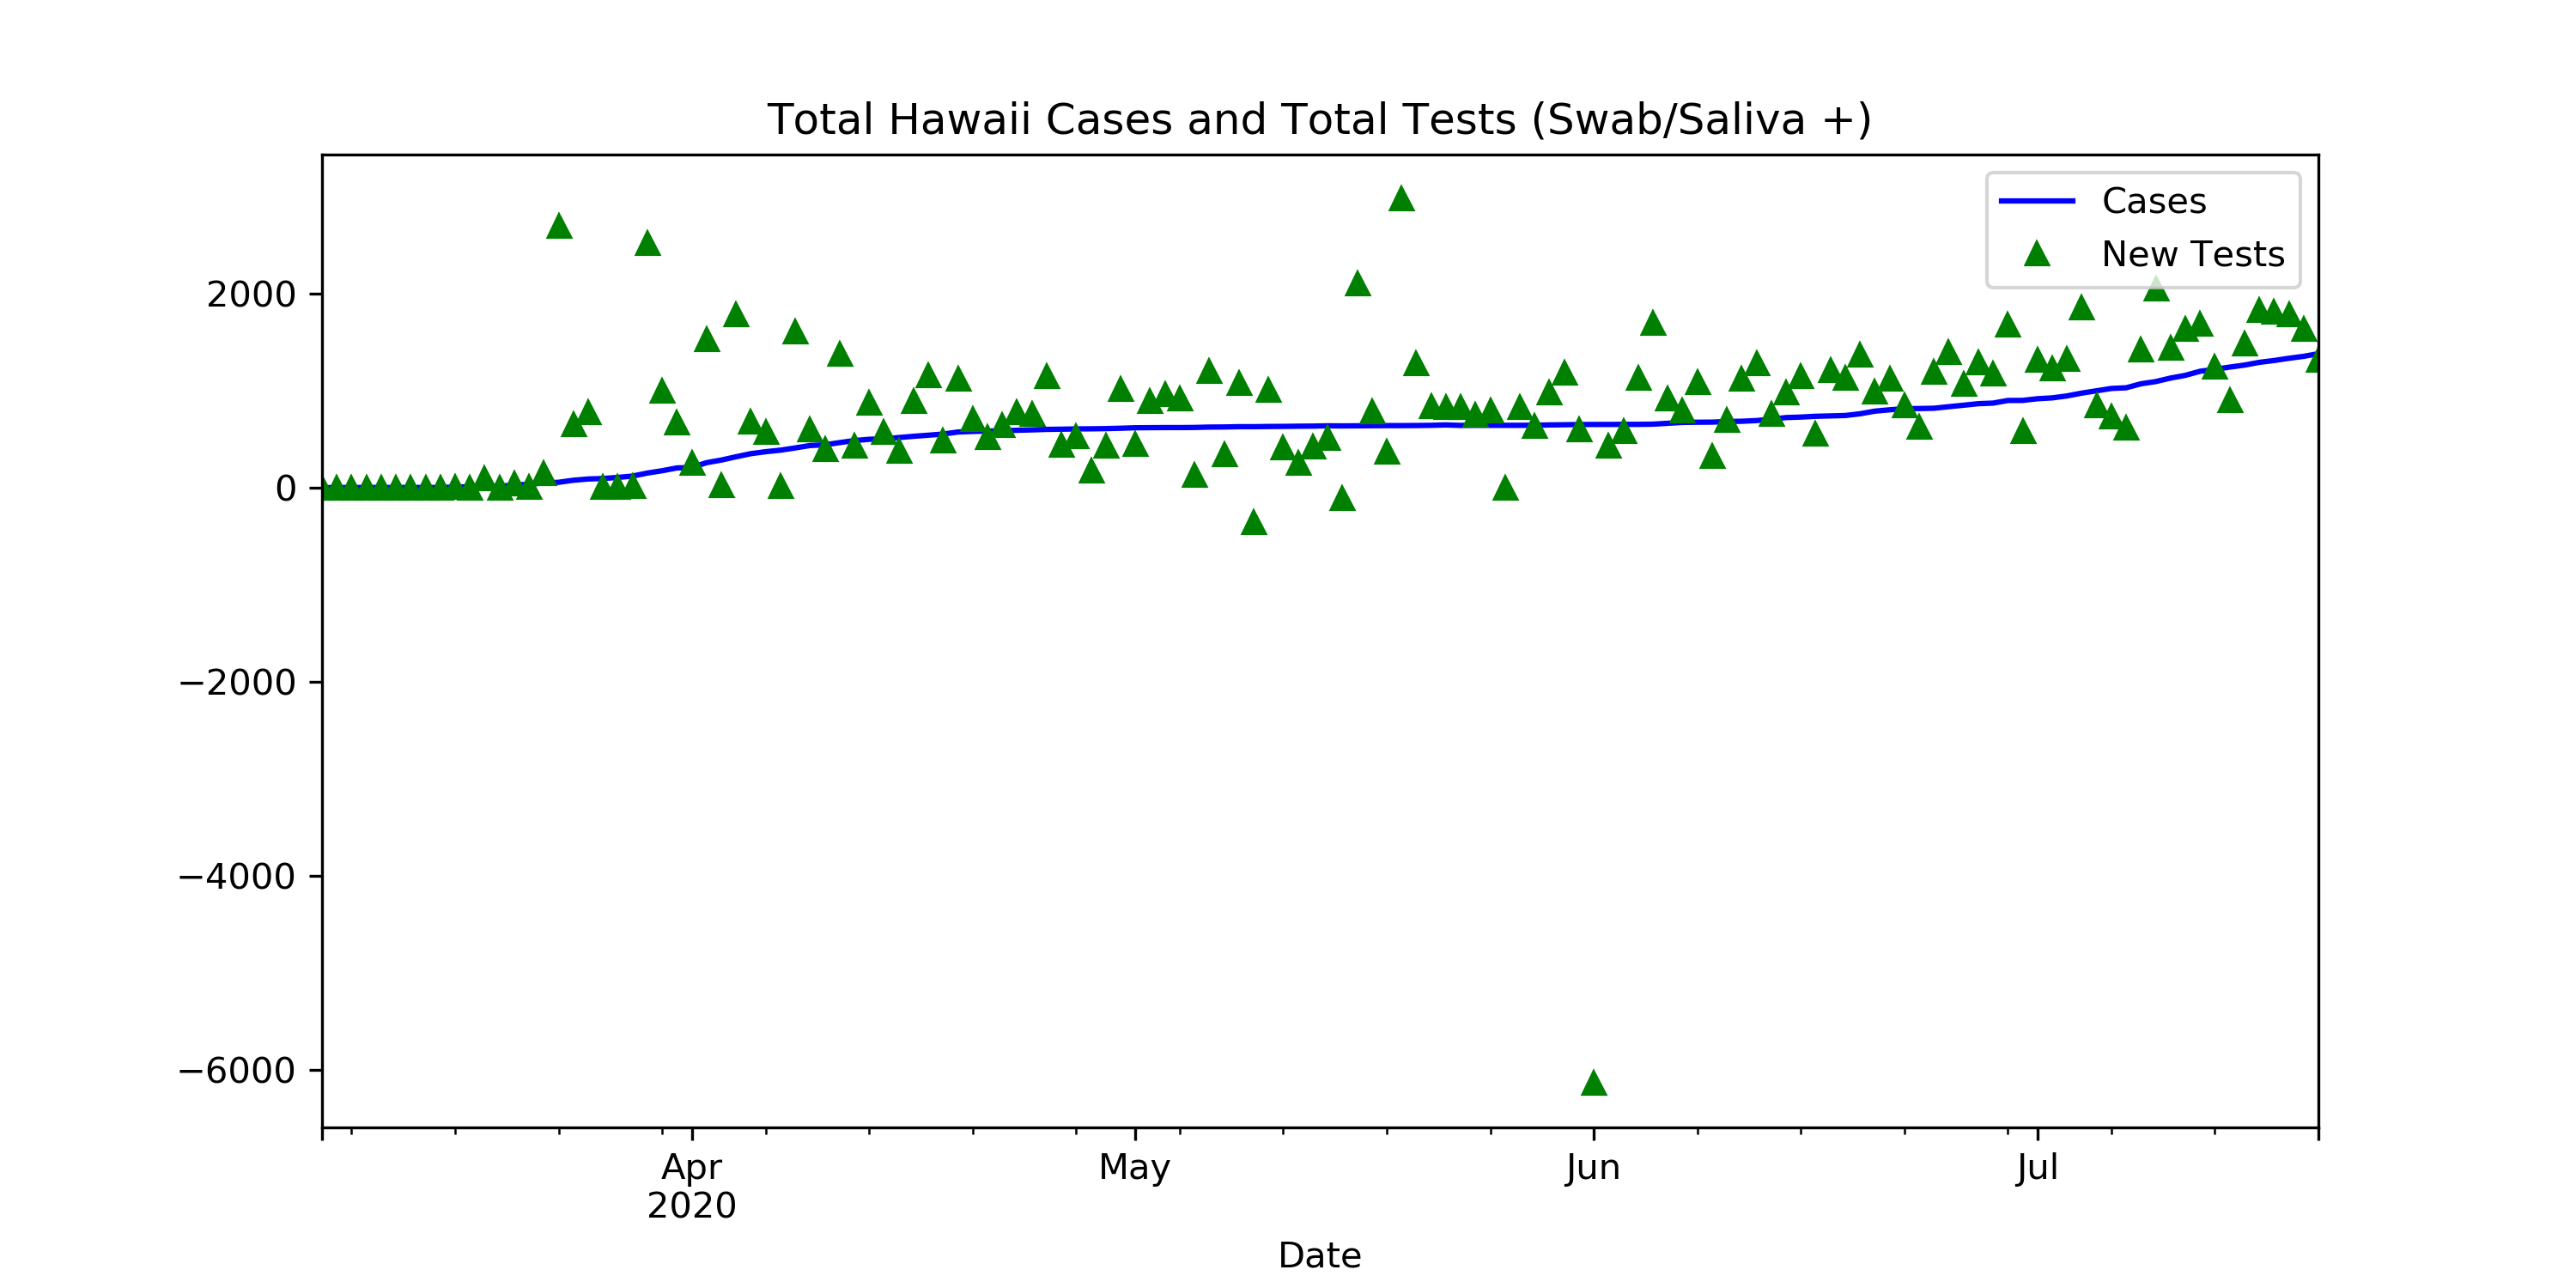 Total Hawaii Cases and Total Tests (Swab/Saliva +)
Cases
New Tests
2000
0
−2000
−4000
−6000
Apr
2020
May
Jun
Jul
Date